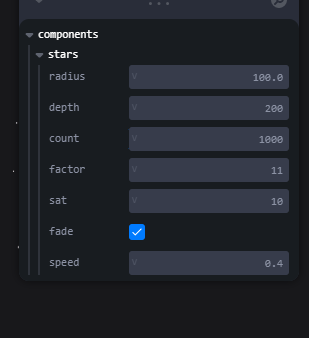 components
stars
radius V 100.0
depth V 200
count V 1000
factor V 11
sat V 10
fade
speed V 0.4